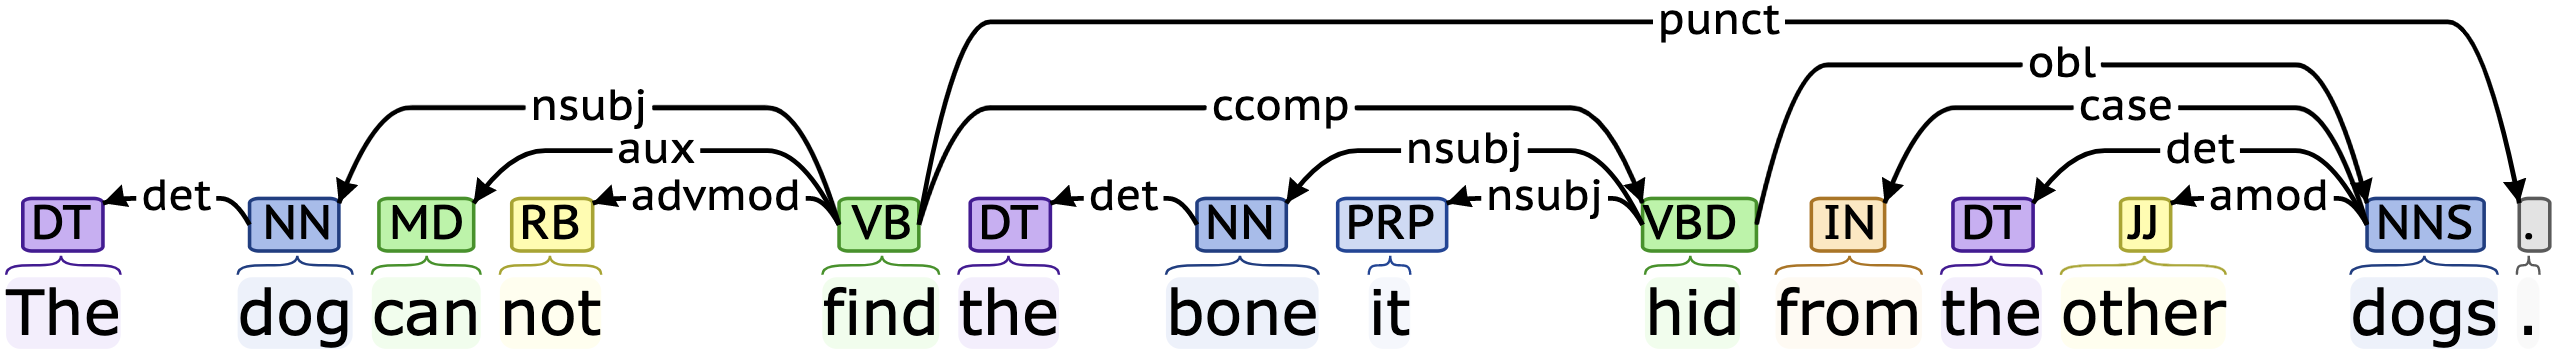 punct
obl
nsubj ccomp case
aux nsubj det
det advmod det nsubj amod
DT NN MD RB VB DT NN PRP VBD IN DT JJ NNS .
The dog can not find the bone it hid from the other dogs .